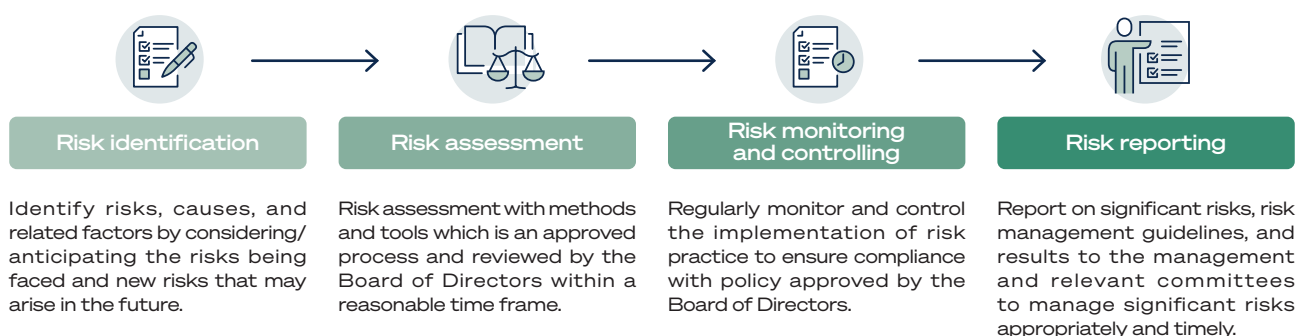 Risk identification
Identify risks, causes, and
related factors by considering/
anticipating the risks being
faced and new risks that may
arise in the future.
Risk assessment
Risk assessment with methods
and tools which is an approved
process and reviewed by the
Board of Directors within a
reasonable time frame.
Risk monitoring
and controlling
Regularly monitor and control
the implementation of risk
practice to ensure compliance
with policy approved by the
Board of Directors.
Risk reporting
Report on significant risks, risk
management guidelines, and
results to the management
and relevant committees
to manage significant risks
appropriately and timely.